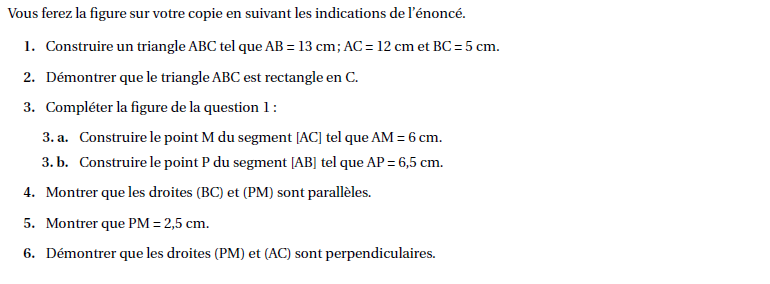 Vous ferez la figure sur votre copie en suivant les indications de l'énoncé.
1. Construire un triangle ABC tel que AB = 13 cm ; AC = 12 cm et BC = 5 cm.
2. Démontrer que le triangle ABC est rectangle en C.
3. Compléter la figure de la question 1 :
3. a. Construire le point M du segment [AC] tel que AM = 6 cm.
3. b. Construire le point P du segment [AB] tel que AP = 6,5 cm.
4. Montrer que les droites (BC) et (PM) sont parallèles.
5. Montrer que PM = 2,5 cm.
6. Démontrer que les droites (PM) et (AC) sont perpendiculaires.